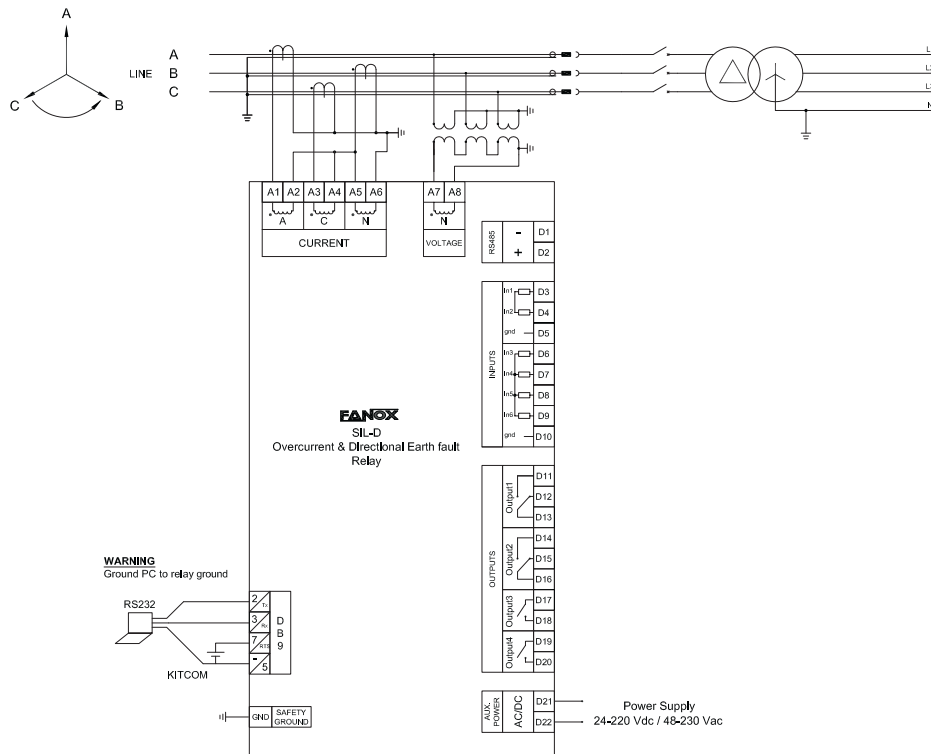 A
C
B
LINE
A
B
C
L
L
L
N
A1 A2 A3 A4 A5 A6
A C N
CURRENT
A7 A8
N
VOLTAGE
RS485
- D1
+ D2
INPUTS
In1 D3
In2 D4
gnd D5
In3 D6
In4 D7
In5 D8
In6 D9
gnd D10
FANOX
SIL-D
Overcurrent & Directional Earth fault
Relay
OUTPUTS
Output1
D11
D12
D13
Output2
D14
D15
D16
Output3
D17
D18
Output4
D19
D20
WARNING
Ground PC to relay ground
RS232
KITCOM
2 Tx
3 Rx
7 RTS
- 5
DB9
GND SAFETY GROUND
AUX. POWER
AC/DC
D21
D22
Power Supply
24-220 Vdc / 48-230 Vac